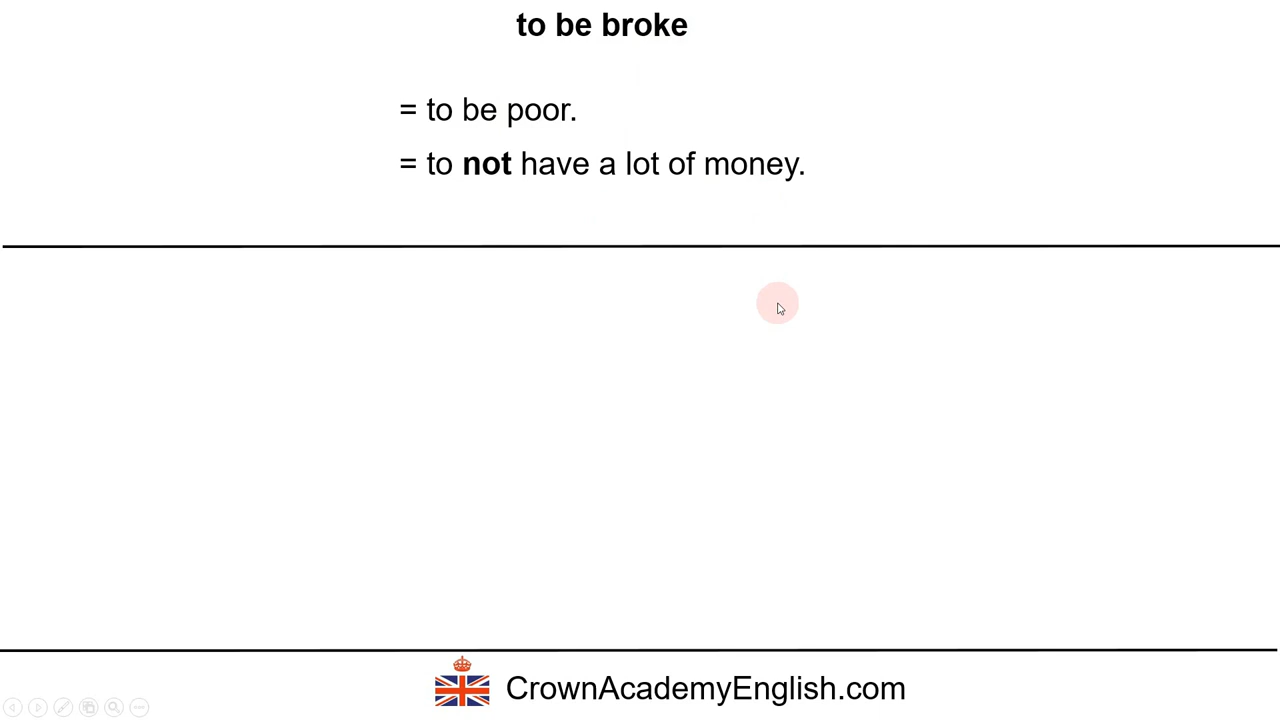 to be broke
= to be poor.
= to not have a lot of money.
CrownAcademyEnglish.com